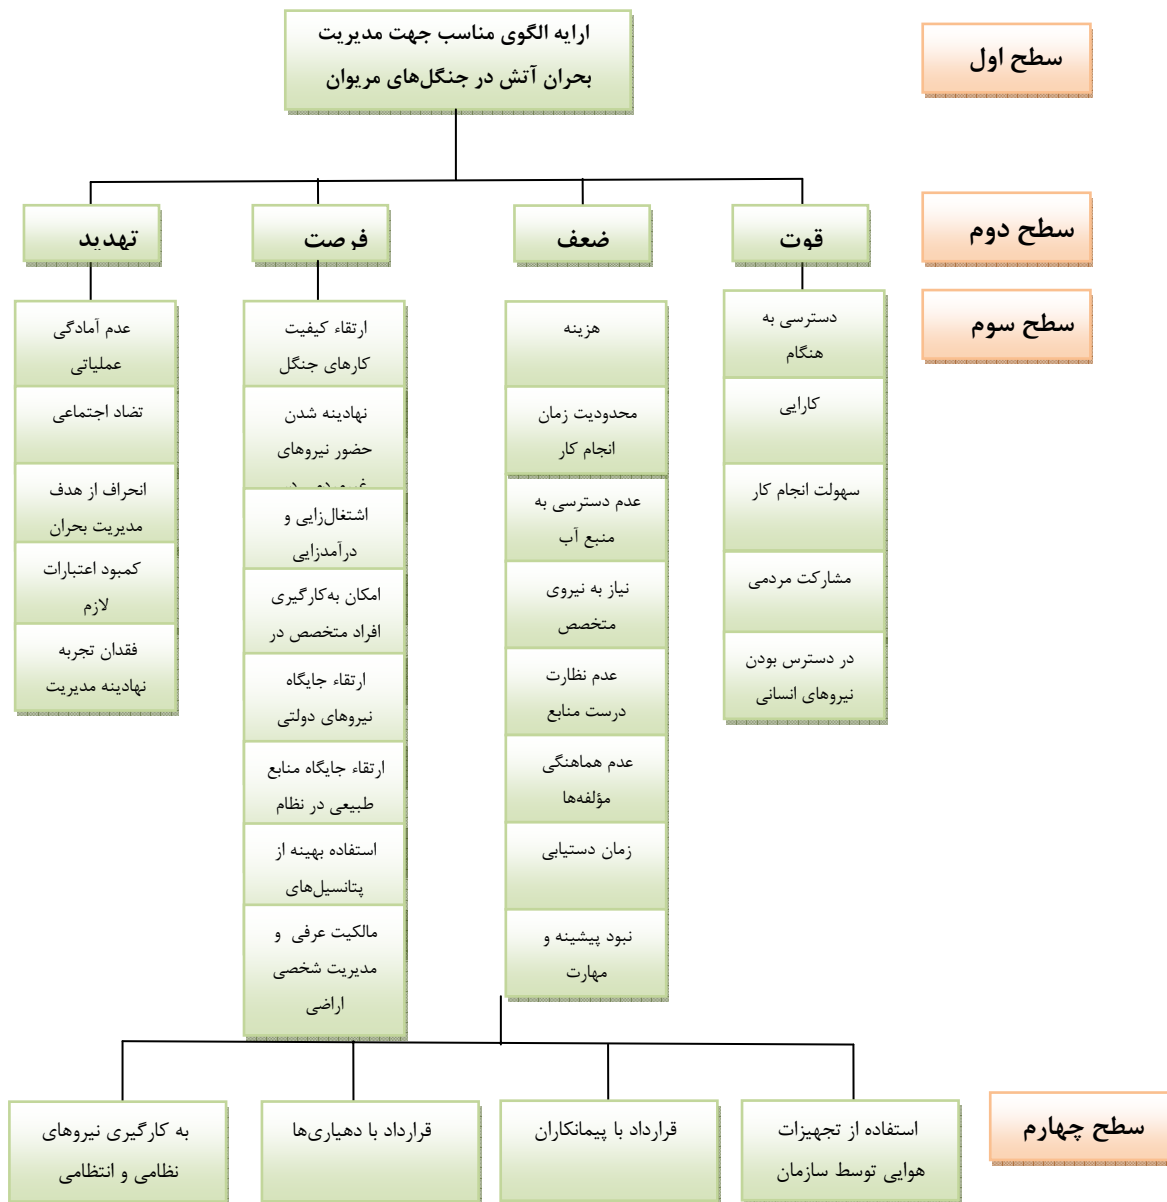 ارایه الگوی مناسب جهت مدیریت
بحران آتش در جنگل‌های مریوان
سطح اول
قوت
ضعف
فرصت
تهدید
سطح دوم
سطح سوم
دسترسی به
هنگام
کارایی
سهولت انجام کار
مشارکت مردمی
در دسترس بودن
نیروهای انسانی
هزینه
محدودیت زمان
انجام کار
عدم دسترسی به
منبع آب
نیاز به نیروی
متخصص
عدم نظارت
درست منابع
عدم هماهنگی
مؤلفه‌ها
زمان دستیابی
نبود پیشینه و
مهارت
ارتقاء کیفیت
کارهای جنگل
نهادینه شدن
حضور نیروهای
اشتغال‌زایی و
درآمدزایی
امکان به‌کارگیری
افراد متخصص در
ارتقاء جایگاه
نیروهای دولتی
ارتقاء جایگاه منابع
طبیعی در نظام
استفاده بهینه از
پتانسیل‌های
مالکیت عرفی و
مدیریت شخصی
اراضی
عدم آمادگی
عملیاتی
تضاد اجتماعی
انحراف از هدف
مدیریت بحران
کمبود اعتبارات
لازم
فقدان تجربه
نهادینه مدیریت
سطح چهارم
استفاده از تجهیزات
هوایی توسط سازمان
قرارداد با پیمانکاران
قرارداد با دهیاری‌ها
به کارگیری نیروهای
نظامی و انتظامی